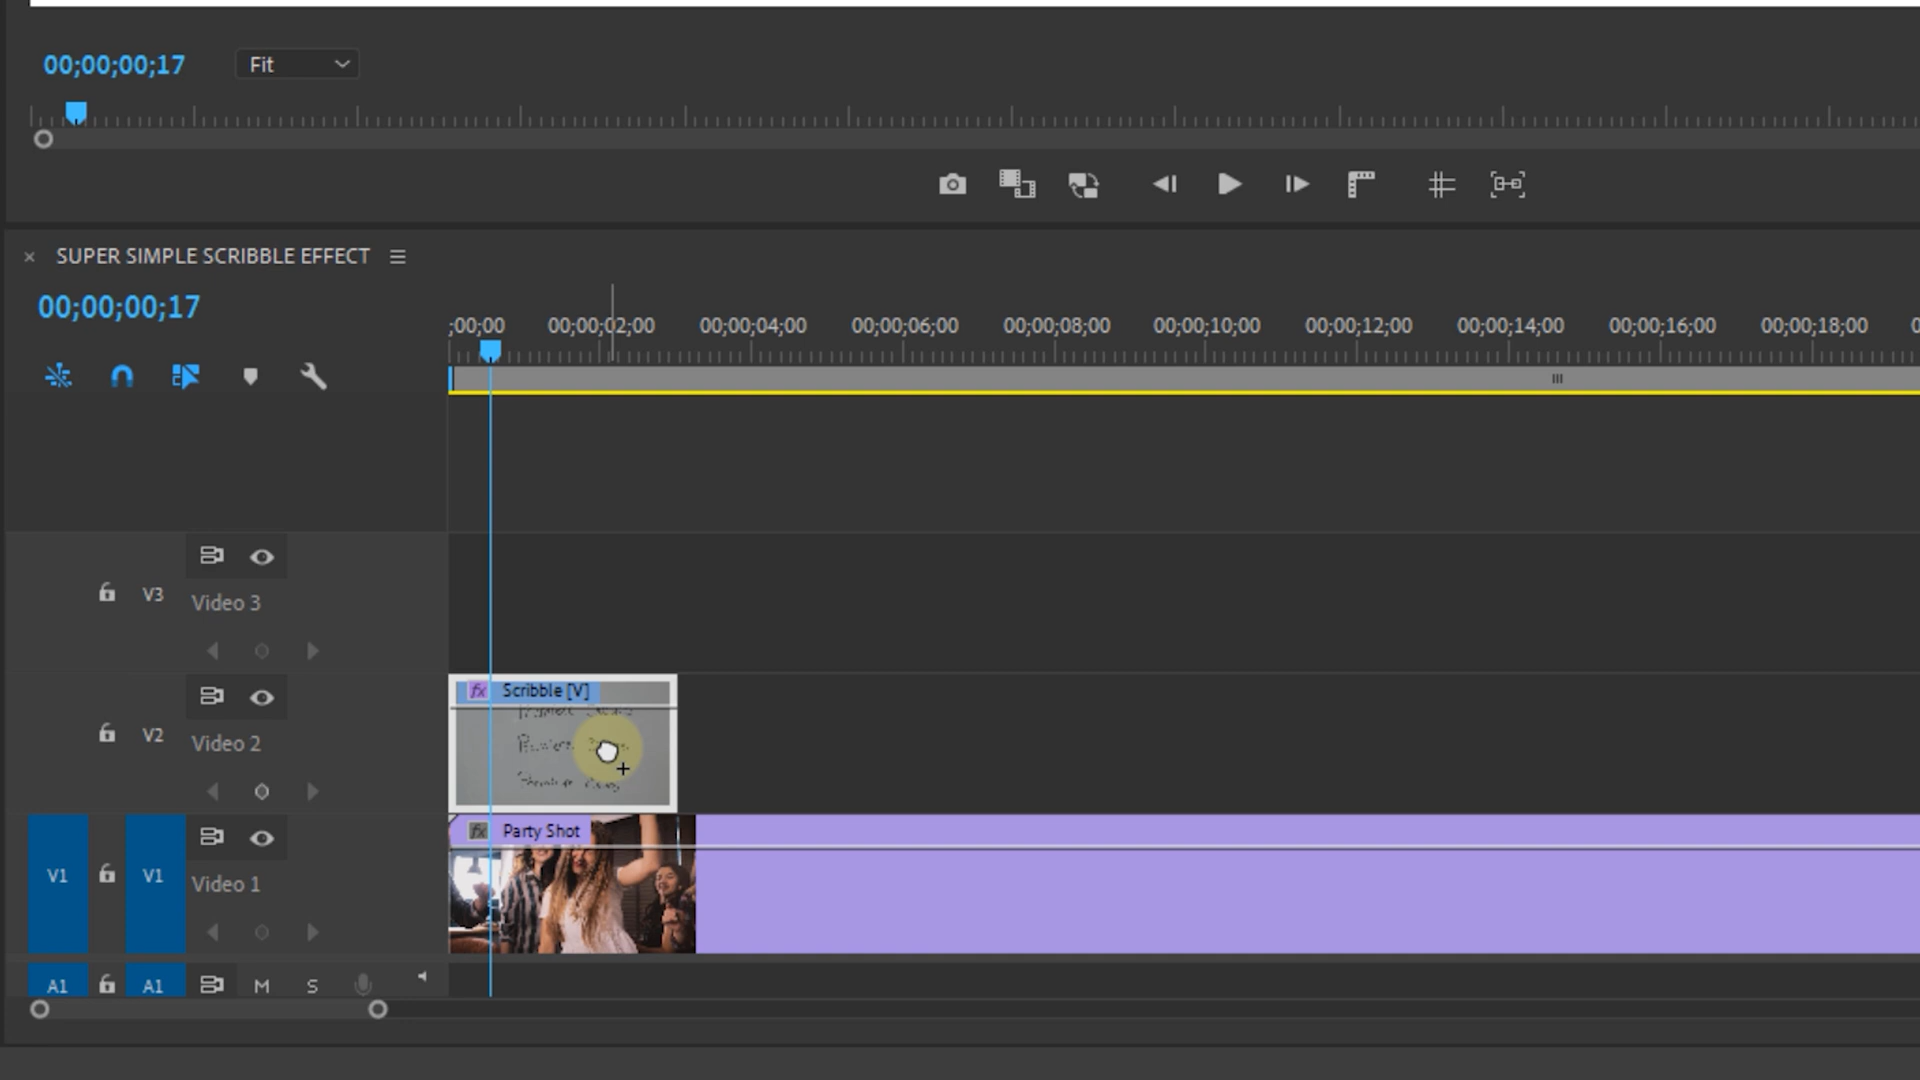 00;00;00;17 Fit
SUPER SIMPLE SCRIBBLE EFFECT
00;00;00;17
;00;00 00;00;02;00 00;00;04;00 00;00;06;00 00;00;08;00 00;00;10;00 00;00;12;00 00;00;14;00 00;00;16;00 00;00;18;00 0
V3 Video 3
fx Scribble [V]
V2 Video 2
fx Party Shot
V1 V1 Video 1
A1 A1 M S